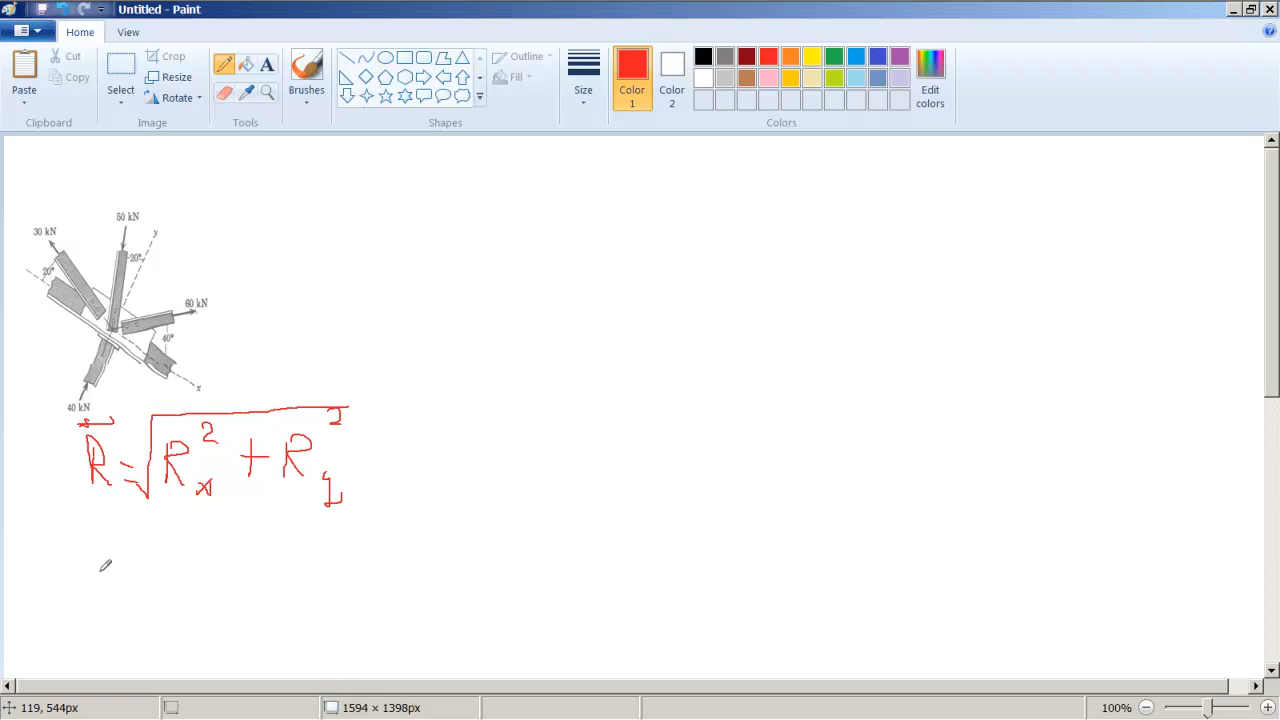 Untitled - Paint
Home View
Paste
Cut
Copy
Clipboard
Select
Crop
Resize
Rotate
Image
Tools
Brushes
Shapes
Outline
Fill
Size
Color 1
Color 2
Edit colors
Colors
50 kN
30 kN
y
20°
20°
60 kN
40°
x
40 kN
R = √Rx² + Ry
119, 544px
1594 × 1398px
100%